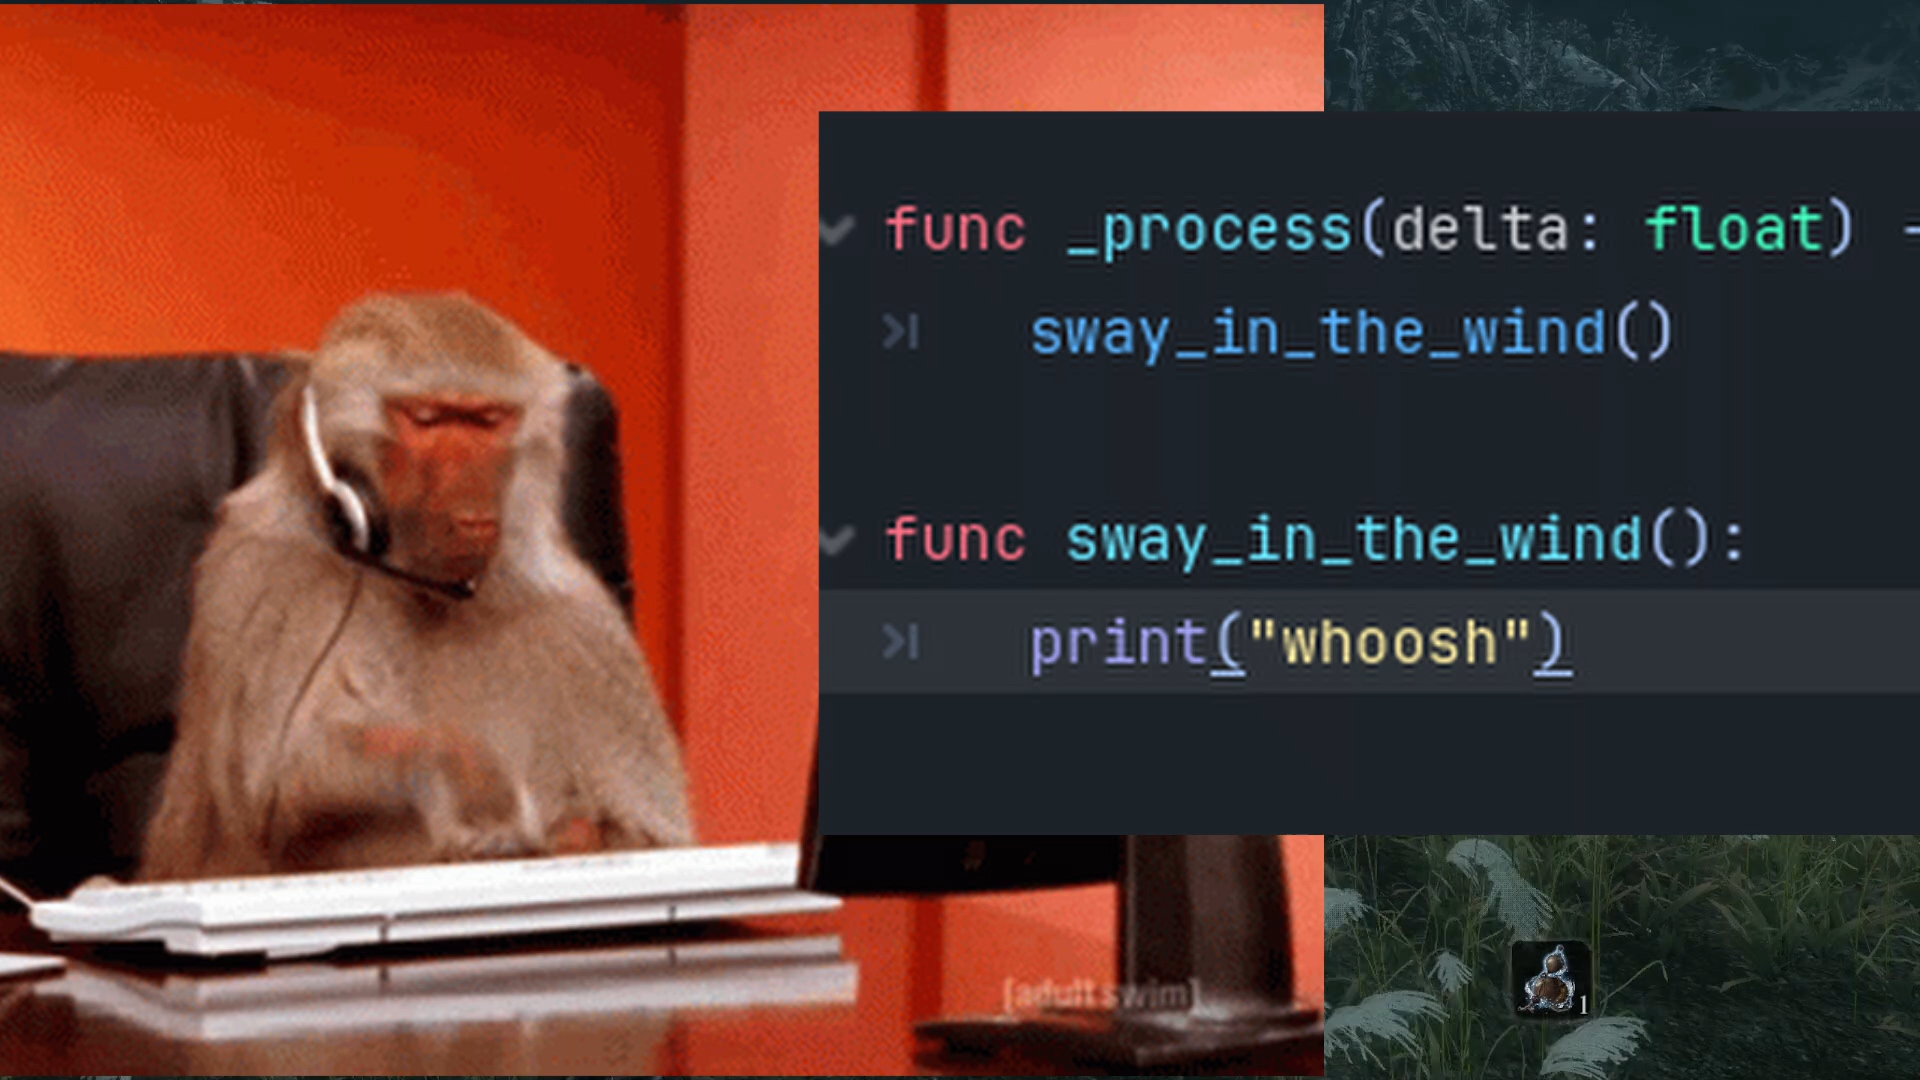 func _process(delta: float) -
sway_in_the_wind()
func sway_in_the_wind():
print("whoosh")
[adult swim]
1